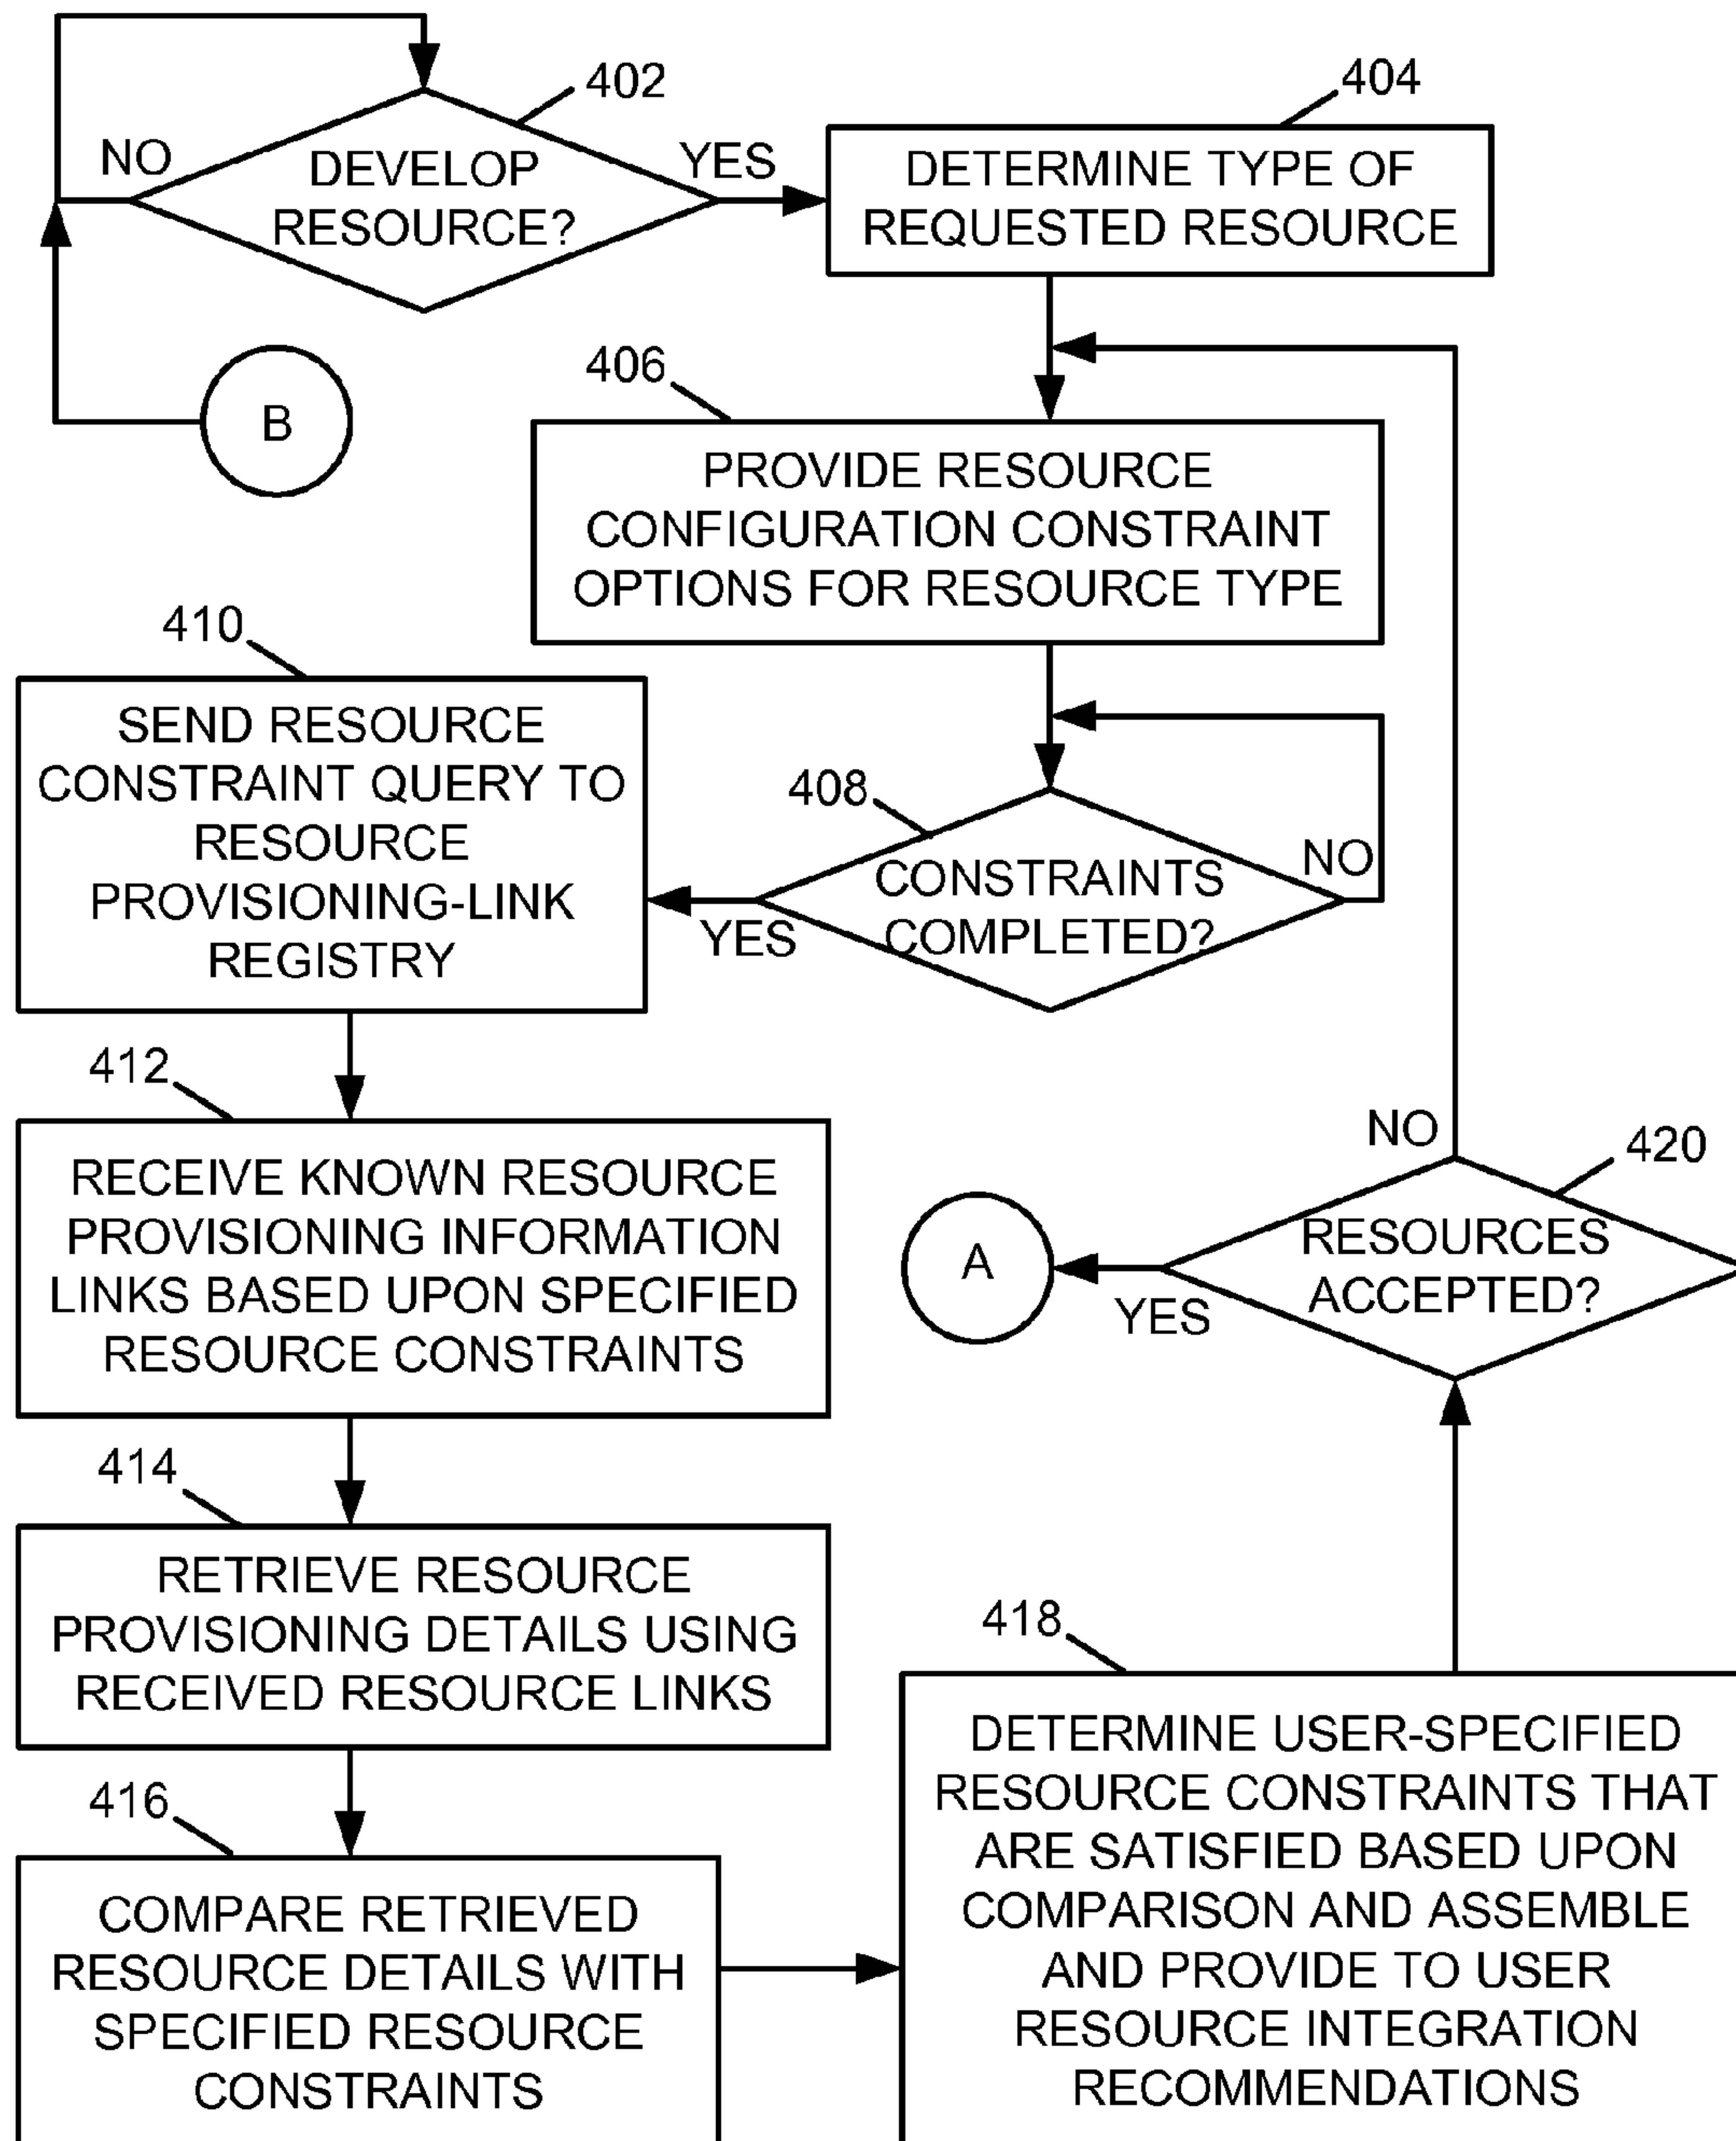 402
NO
DEVELOP
RESOURCE?
YES
404
DETERMINE TYPE OF
REQUESTED RESOURCE
B
406
PROVIDE RESOURCE
CONFIGURATION CONSTRAINT
OPTIONS FOR RESOURCE TYPE
408
CONSTRAINTS
COMPLETED?
NO
YES
410
SEND RESOURCE
CONSTRAINT QUERY TO
RESOURCE
PROVISIONING-LINK
REGISTRY
412
RECEIVE KNOWN RESOURCE
PROVISIONING INFORMATION
LINKS BASED UPON SPECIFIED
RESOURCE CONSTRAINTS
414
RETRIEVE RESOURCE
PROVISIONING DETAILS USING
RECEIVED RESOURCE LINKS
416
COMPARE RETRIEVED
RESOURCE DETAILS WITH
SPECIFIED RESOURCE
CONSTRAINTS
418
DETERMINE USER-SPECIFIED
RESOURCE CONSTRAINTS THAT
ARE SATISFIED BASED UPON
COMPARISON AND ASSEMBLE
AND PROVIDE TO USER
RESOURCE INTEGRATION
RECOMMENDATIONS
420
RESOURCES
ACCEPTED?
NO
YES
A